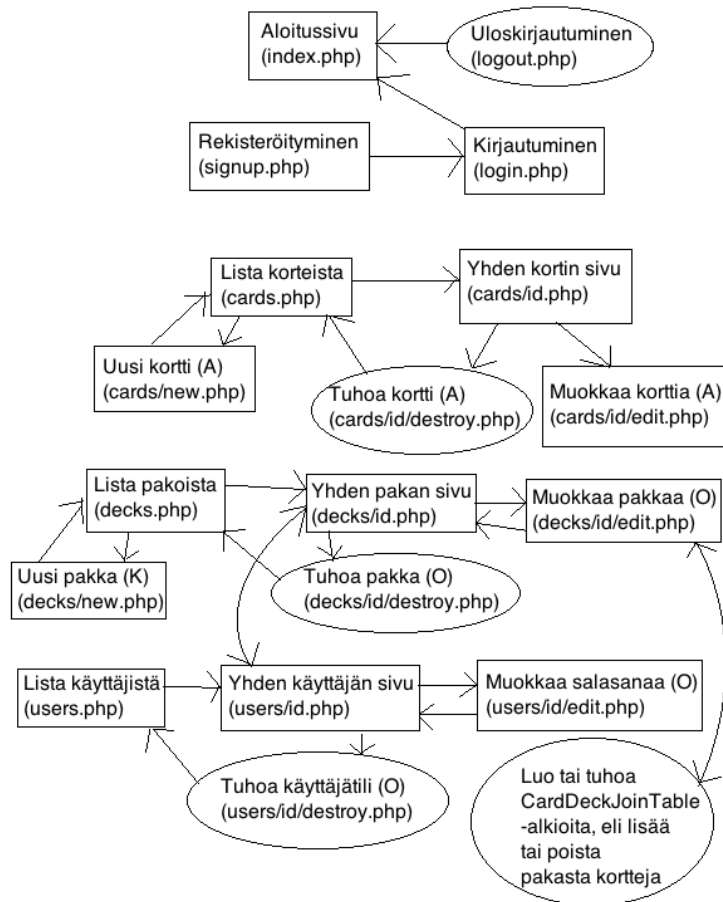 Aloitussivu
(index.php)
Uloskirjautuminen
(logout.php)
Rekisteröityminen
(signup.php)
Kirjautuminen
(login.php)
Lista korteista
(cards.php)
Yhden kortin sivu
(cards/id.php)
Uusi kortti (A)
(cards/new.php)
Tuhoa kortti (A)
(cards/id/destroy.php)
Muokkaa korttia (A)
(cards/id/edit.php)
Lista pakoista
(decks.php)
Yhden pakan sivu
(decks/id.php)
Muokkaa pakkaa (O)
(decks/id/edit.php)
Uusi pakka (K)
(decks/new.php)
Tuhoa pakka (O)
(decks/id/destroy.php)
Lista käyttäjistä
(users.php)
Yhden käyttäjän sivu
(users/id.php)
Muokkaa salasanaa (O)
(users/id/edit.php)
Tuhoa käyttäjätili (O)
(users/id/destroy.php)
Luo tai tuhoa
CardDeckJoinTable
-alkioita, eli lisää
tai poista
pakasta kortteja